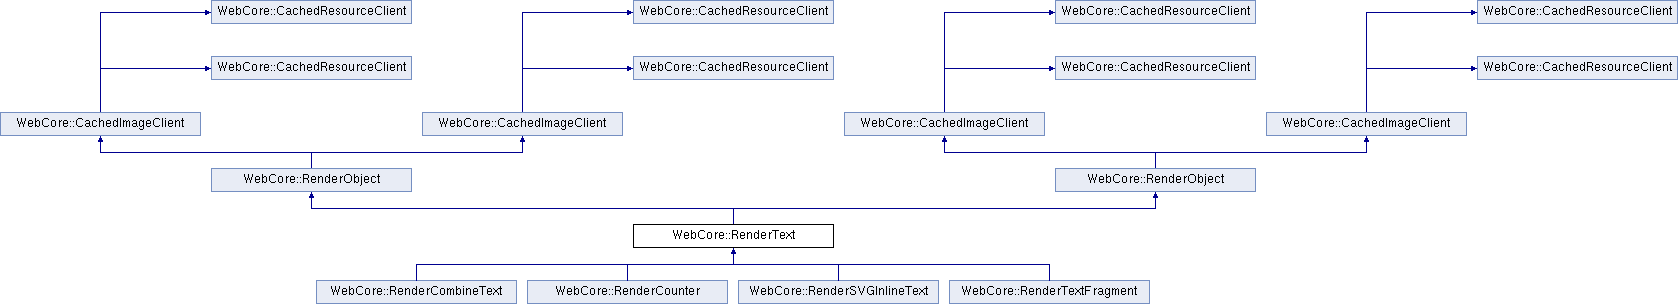 WebCore::CachedResourceClient
WebCore::CachedResourceClient
WebCore::CachedResourceClient
WebCore::CachedResourceClient
WebCore::CachedResourceClient
WebCore::CachedResourceClient
WebCore::CachedResourceClient
WebCore::CachedResourceClient
WebCore::CachedImageClient
WebCore::CachedImageClient
WebCore::CachedImageClient
WebCore::CachedImageClient
WebCore::RenderObject
WebCore::RenderObject
WebCore::RenderText
WebCore::RenderCombineText
WebCore::RenderCounter
WebCore::RenderSVGInlineText
WebCore::RenderTextFragment